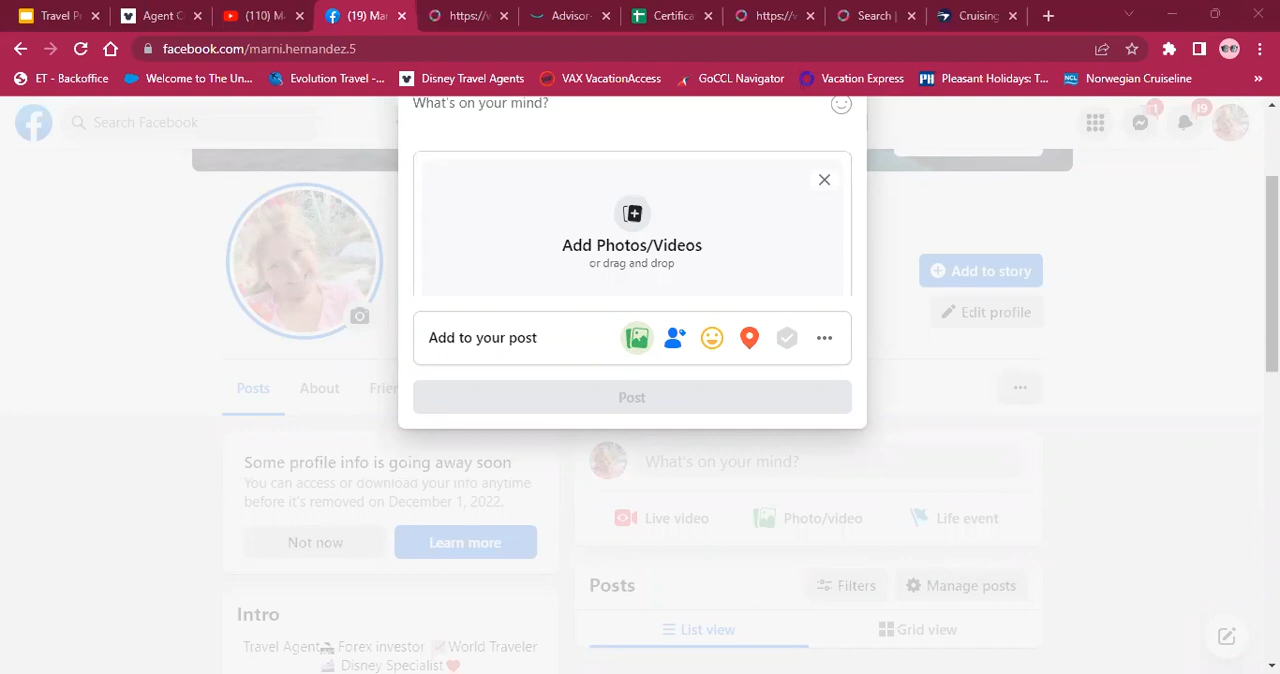 Travel P
Agent C
(110) M
(19) Mar
https://v
Advisor-
Certifica
https://v
Search |
Cruising
facebook.com/marni.hernandez.5
ET - Backoffice
Welcome to The Un...
Evolution Travel -...
Disney Travel Agents
VAX VacationAccess
GoCCL Navigator
Vacation Express
Pleasant Holidays: T...
Norwegian Cruiseline
What's on your mind?
Search Facebook
1
19
Add Photos/Videos
or drag and drop
Add to story
Edit profile
Add to your post
Post
Posts
About
Frie
Some profile info is going away soon
You can access or download your info anytime
before it's removed on December 1, 2022.
Not now
Learn more
What's on your mind?
Live video
Photo/video
Life event
Posts
Filters
Manage posts
List view
Grid view
Intro
Travel Agent Forex investor World Traveler
Disney Specialist